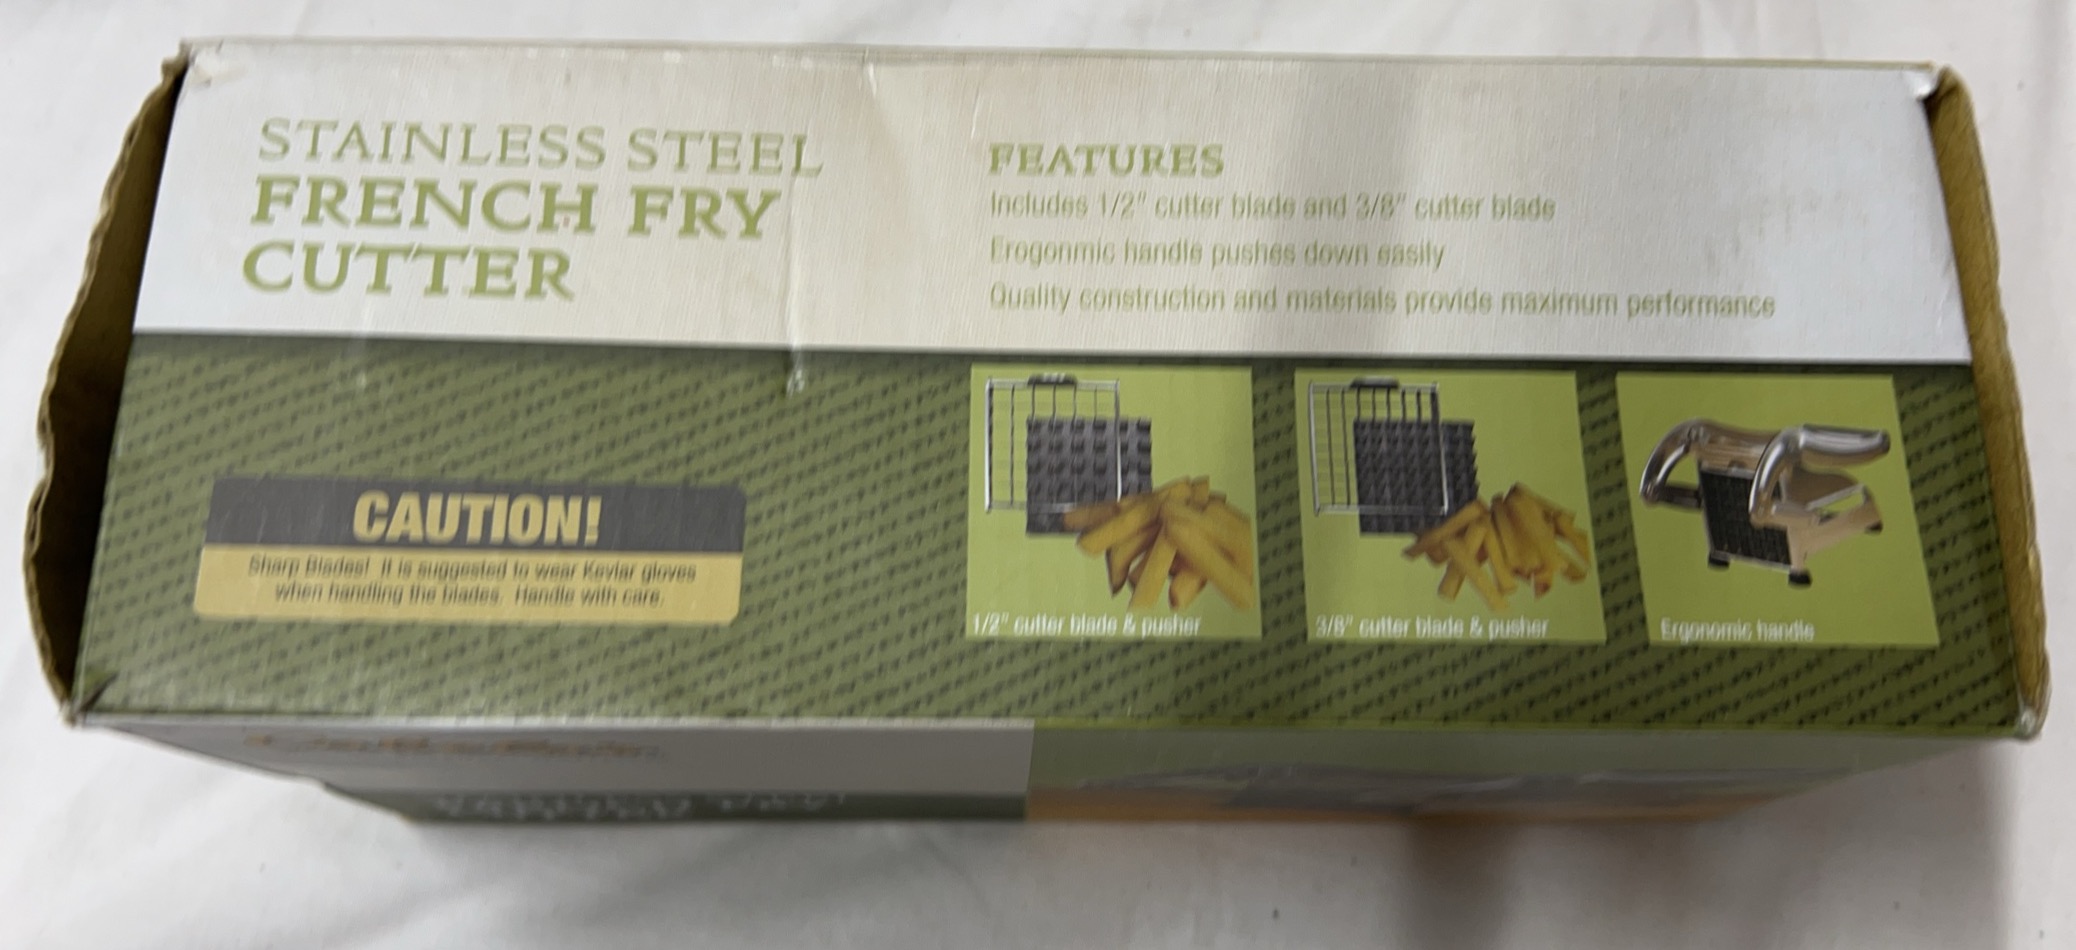 STAINLESS STEEL
FRENCH FRY
CUTTER
FEATURES
Includes 1/2" cutter blade and 3/8" cutter blade
Erogonmic handle pushes down easily
Quality construction and materials provide maximum performance
CAUTION!
Sharp Blades! It is suggested to wear Kevlar gloves
when handling the blades. Handle with care.
1/2" cutter blade & pusher
3/8" cutter blade & pusher
Ergonomic handle